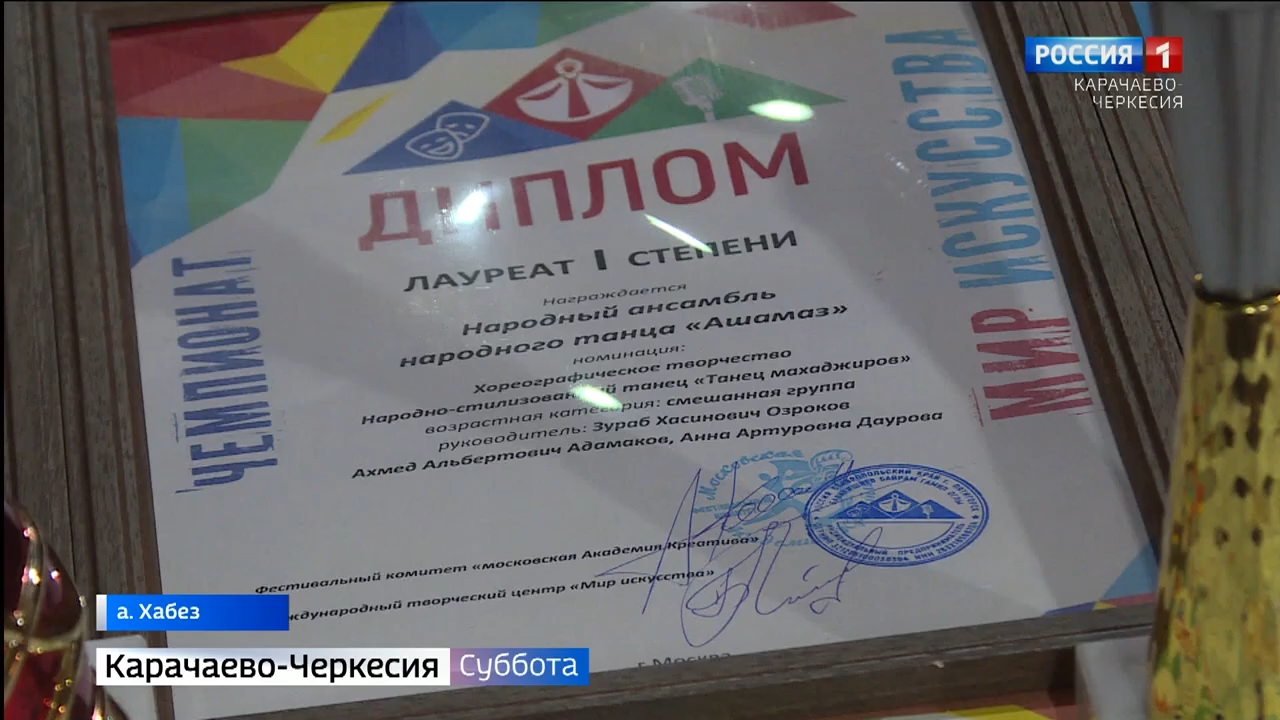 РОССИЯ 1
КАРАЧАЕВО-
ЧЕРКЕСИЯ
ДИПЛОМ
ЛАУРЕАТ I СТЕПЕНИ
ЧЕМПИОНАТ
МИР ИСКУССТВА
Награждается
Народный ансамбль
народного танца «Ашамаз»
номинация:
Хореографическое творчество
Народно-стилизованный танец «Танец махаджиров»
возрастная категория: смешанная группа
руководитель: Зураб Хасинович Озроков
Ахмед Альбертович Адамаков, Анна Артуровна Даурова
Московская
Фестивальный комитет «московская Академия Креатива»
ждународный творческий центр «Мир искусства»
г. Москва
а. Хабез
Карачаево-Черкесия Суббота